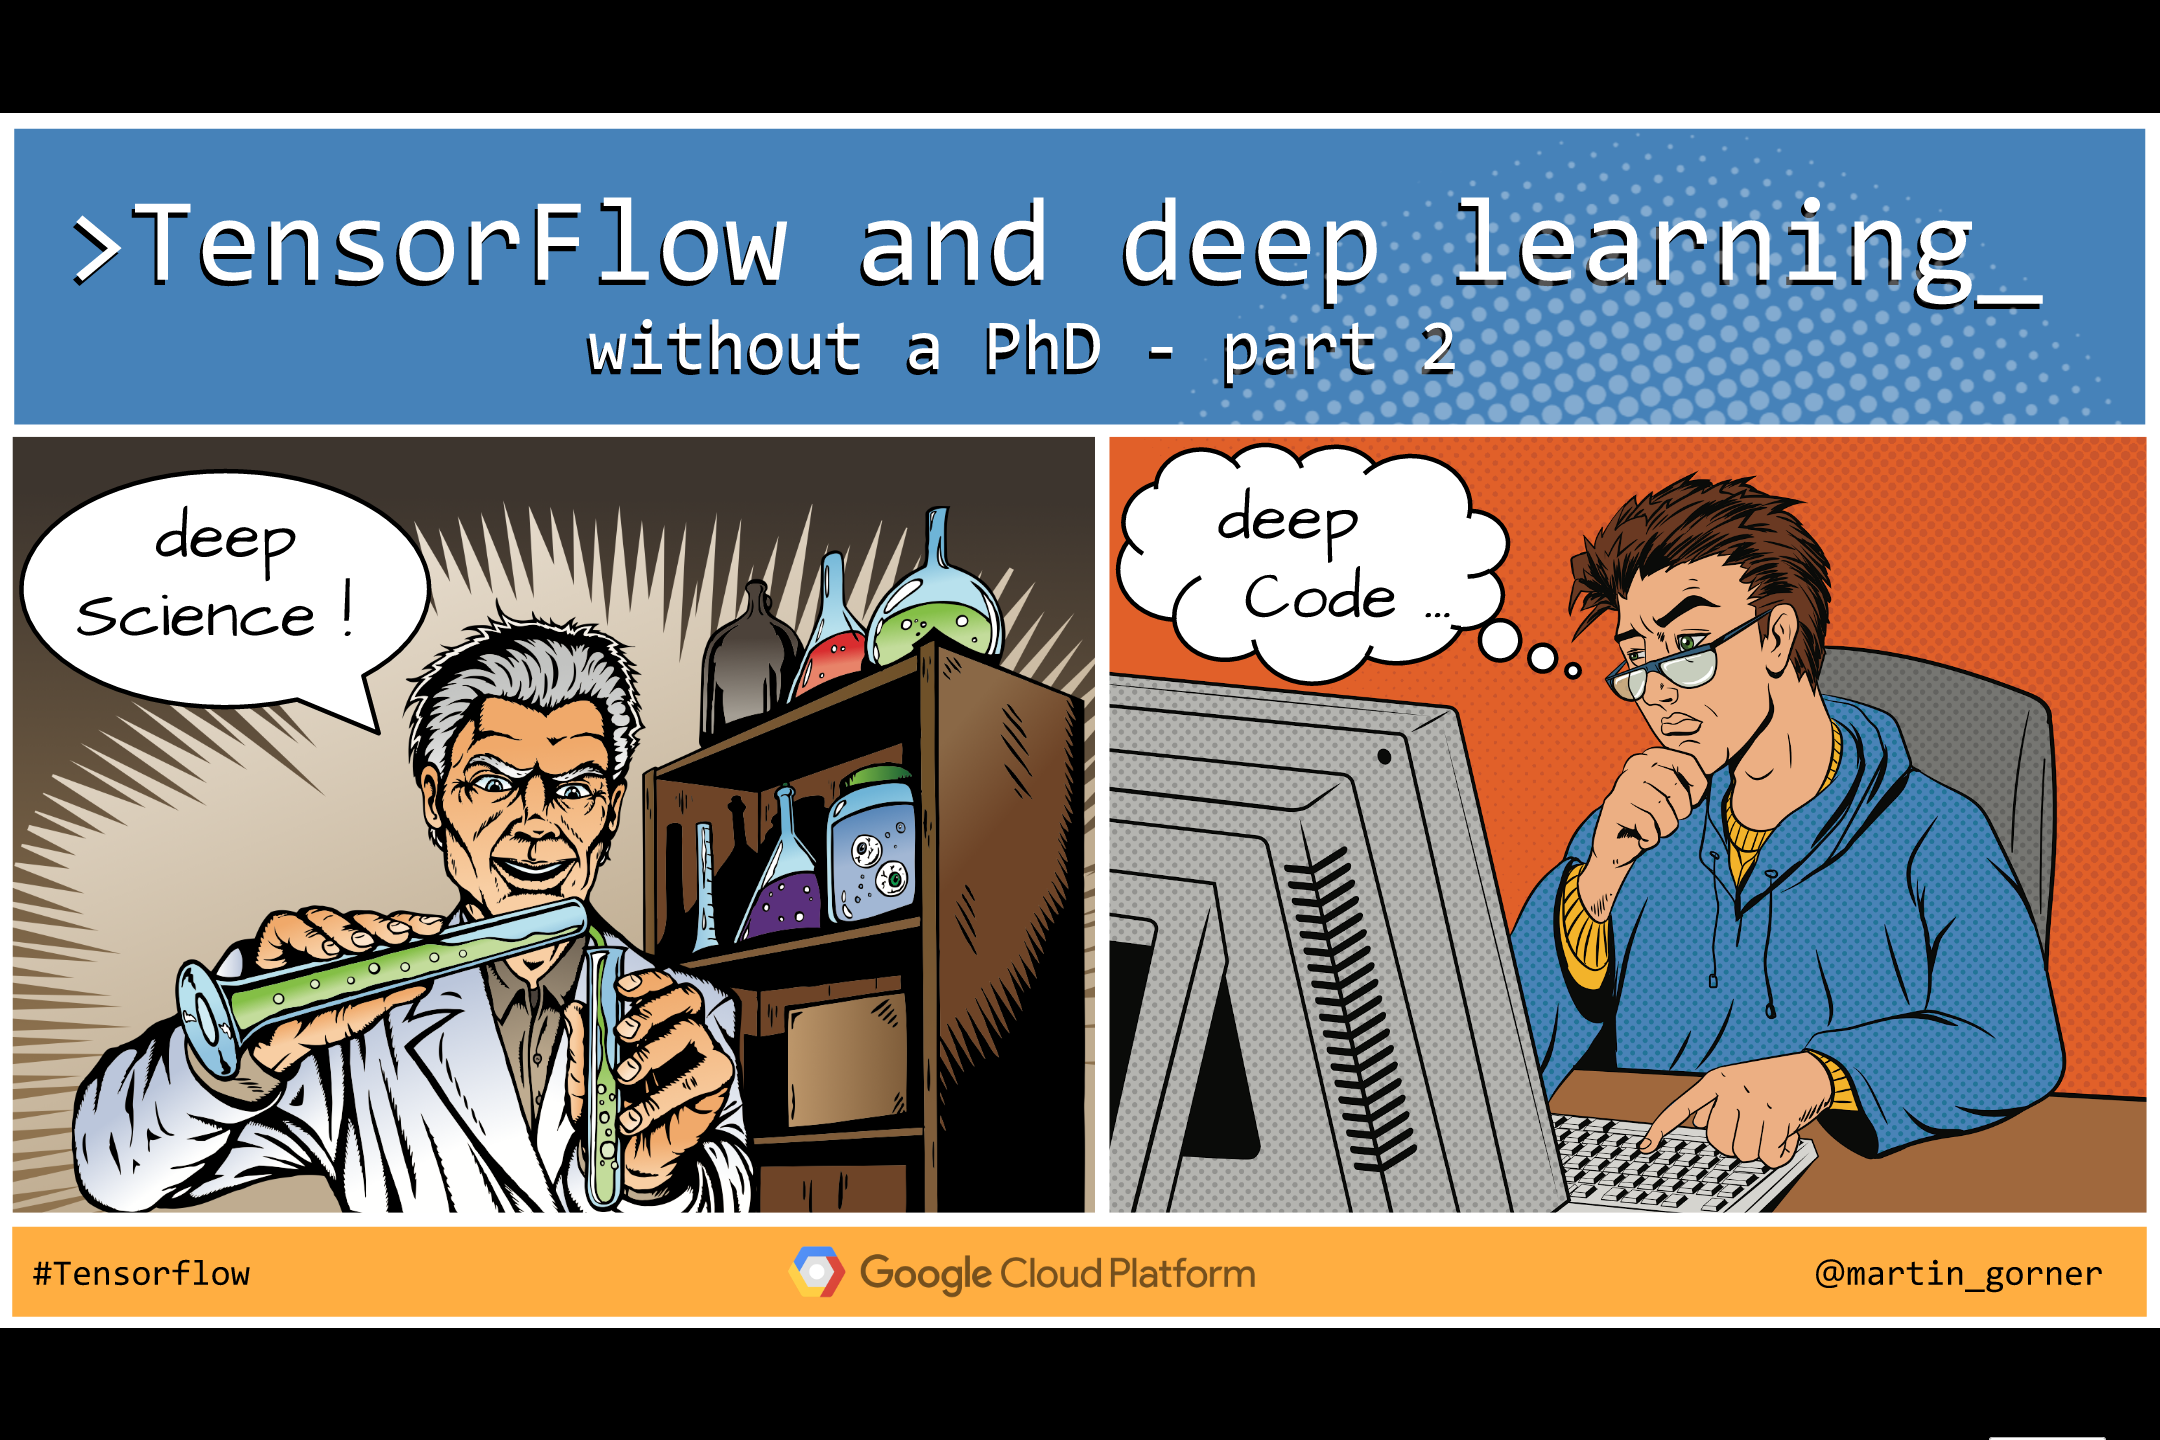 >TensorFlow and deep learning_
without a PhD - part 2
deep
Science !
deep
Code ...
#Tensorflow
Google Cloud Platform
@martin_gorner